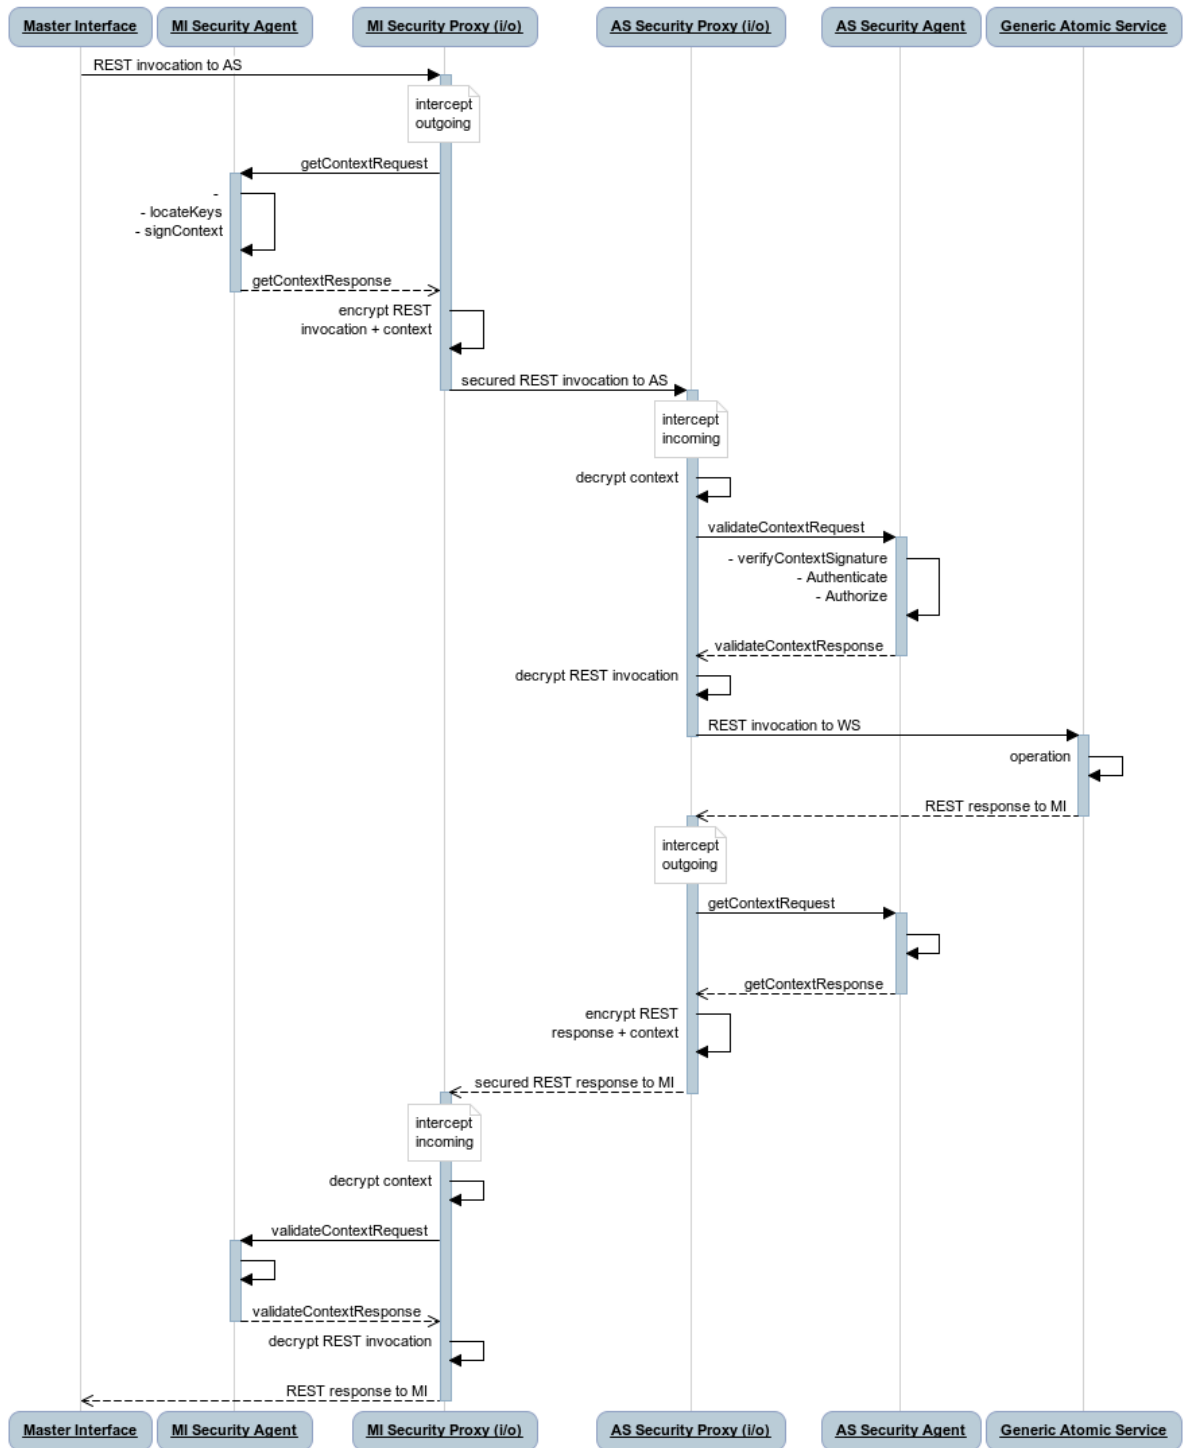 Master Interface
MI Security Agent
MI Security Proxy (i/o)
AS Security Proxy (i/o)
AS Security Agent
Generic Atomic Service
REST invocation to AS
intercept
outgoing
getContextRequest
-
- locateKeys
- signContext
getContextResponse
encrypt REST
invocation + context
secured REST invocation to AS
intercept
incoming
decrypt context
validateContextRequest
- verifyContextSignature
- Authenticate
- Authorize
validateContextResponse
decrypt REST invocation
REST invocation to WS
operation
REST response to MI
intercept
outgoing
getContextRequest
getContextResponse
encrypt REST
response + context
secured REST response to MI
intercept
incoming
decrypt context
validateContextRequest
validateContextResponse
decrypt REST invocation
REST response to MI
Master Interface
MI Security Agent
MI Security Proxy (i/o)
AS Security Proxy (i/o)
AS Security Agent
Generic Atomic Service